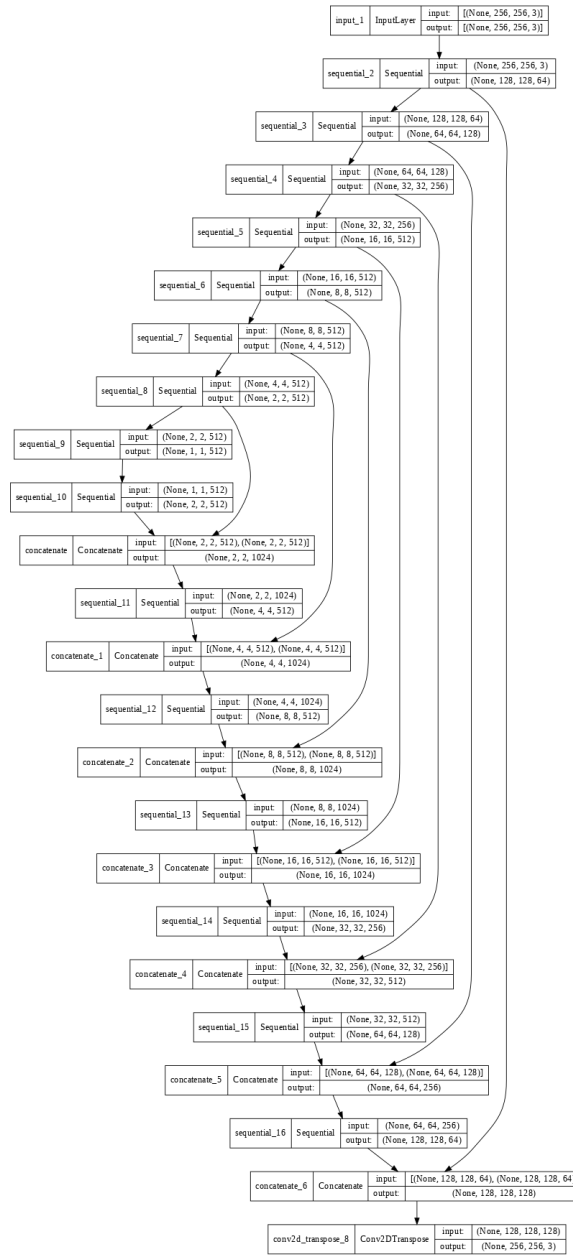 input_1 InputLayer input: [(None, 256, 256, 3)]
output: [(None, 256, 256, 3)]
sequential_2 Sequential input: (None, 256, 256, 3)
output: (None, 128, 128, 64)
sequential_3 Sequential input: (None, 128, 128, 64)
output: (None, 64, 64, 128)
sequential_4 Sequential input: (None, 64, 64, 128)
output: (None, 32, 32, 256)
sequential_5 Sequential input: (None, 32, 32, 256)
output: (None, 16, 16, 512)
sequential_6 Sequential input: (None, 16, 16, 512)
output: (None, 8, 8, 512)
sequential_7 Sequential input: (None, 8, 8, 512)
output: (None, 4, 4, 512)
sequential_8 Sequential input: (None, 4, 4, 512)
output: (None, 2, 2, 512)
sequential_9 Sequential input: (None, 2, 2, 512)
output: (None, 1, 1, 512)
sequential_10 Sequential input: (None, 1, 1, 512)
output: (None, 2, 2, 512)
concatenate Concatenate input: [(None, 2, 2, 512), (None, 2, 2, 512)]
output: (None, 2, 2, 1024)
sequential_11 Sequential input: (None, 2, 2, 1024)
output: (None, 4, 4, 512)
concatenate_1 Concatenate input: [(None, 4, 4, 512), (None, 4, 4, 512)]
output: (None, 4, 4, 1024)
sequential_12 Sequential input: (None, 4, 4, 1024)
output: (None, 8, 8, 512)
concatenate_2 Concatenate input: [(None, 8, 8, 512), (None, 8, 8, 512)]
output: (None, 8, 8, 1024)
sequential_13 Sequential input: (None, 8, 8, 1024)
output: (None, 16, 16, 512)
concatenate_3 Concatenate input: [(None, 16, 16, 512), (None, 16, 16, 512)]
output: (None, 16, 16, 1024)
sequential_14 Sequential input: (None, 16, 16, 1024)
output: (None, 32, 32, 256)
concatenate_4 Concatenate input: [(None, 32, 32, 256), (None, 32, 32, 256)]
output: (None, 32, 32, 512)
sequential_15 Sequential input: (None, 32, 32, 512)
output: (None, 64, 64, 128)
concatenate_5 Concatenate input: [(None, 64, 64, 128), (None, 64, 64, 128)]
output: (None, 64, 64, 256)
sequential_16 Sequential input: (None, 64, 64, 256)
output: (None, 128, 128, 64)
concatenate_6 Concatenate input: [(None, 128, 128, 64), (None, 128, 128, 64
output: (None, 128, 128, 128)
conv2d_transpose_8 Conv2DTranspose input: (None, 128, 128, 128)
output: (None, 256, 256, 3)